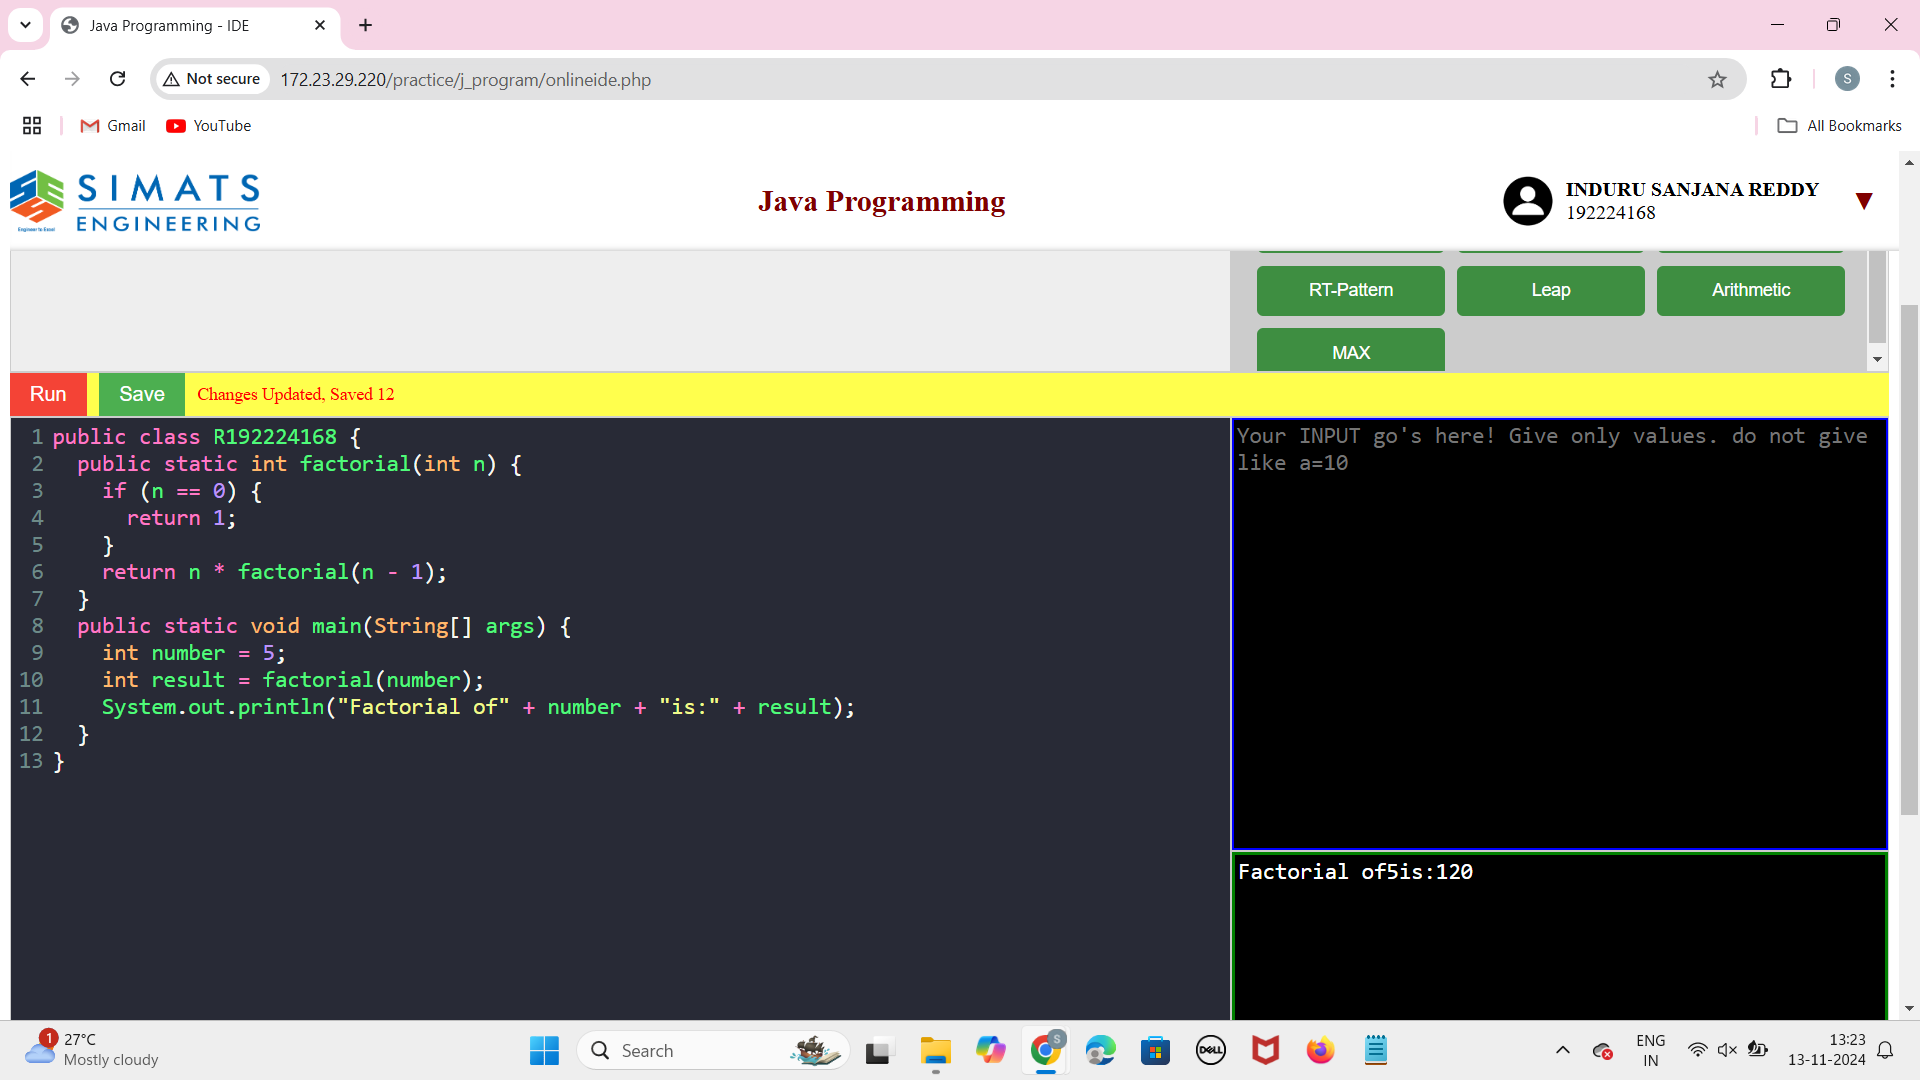 Java Programming - IDE
Not secure
172.23.29.220/practice/j_program/onlineide.php
S
Gmail
YouTube
All Bookmarks
SIMATS
ENGINEERING
Engineer to Excel
Java Programming
INDURU SANJANA REDDY
192224168
RT-Pattern
Leap
Arithmetic
MAX
Run
Save
Changes Updated, Saved 12
1 public class R192224168 {
2   public static int factorial(int n) {
3     if (n == 0) {
4       return 1;
5     }
6     return n * factorial(n - 1);
7   }
8   public static void main(String[] args) {
9     int number = 5;
10     int result = factorial(number);
11     System.out.println("Factorial of" + number + "is:" + result);
12   }
13 }
Your INPUT go's here! Give only values. do not give
like a=10
Factorial of5is:120
1
27°C
Mostly cloudy
Search
S
DELL
ENG
IN
13:23
13-11-2024